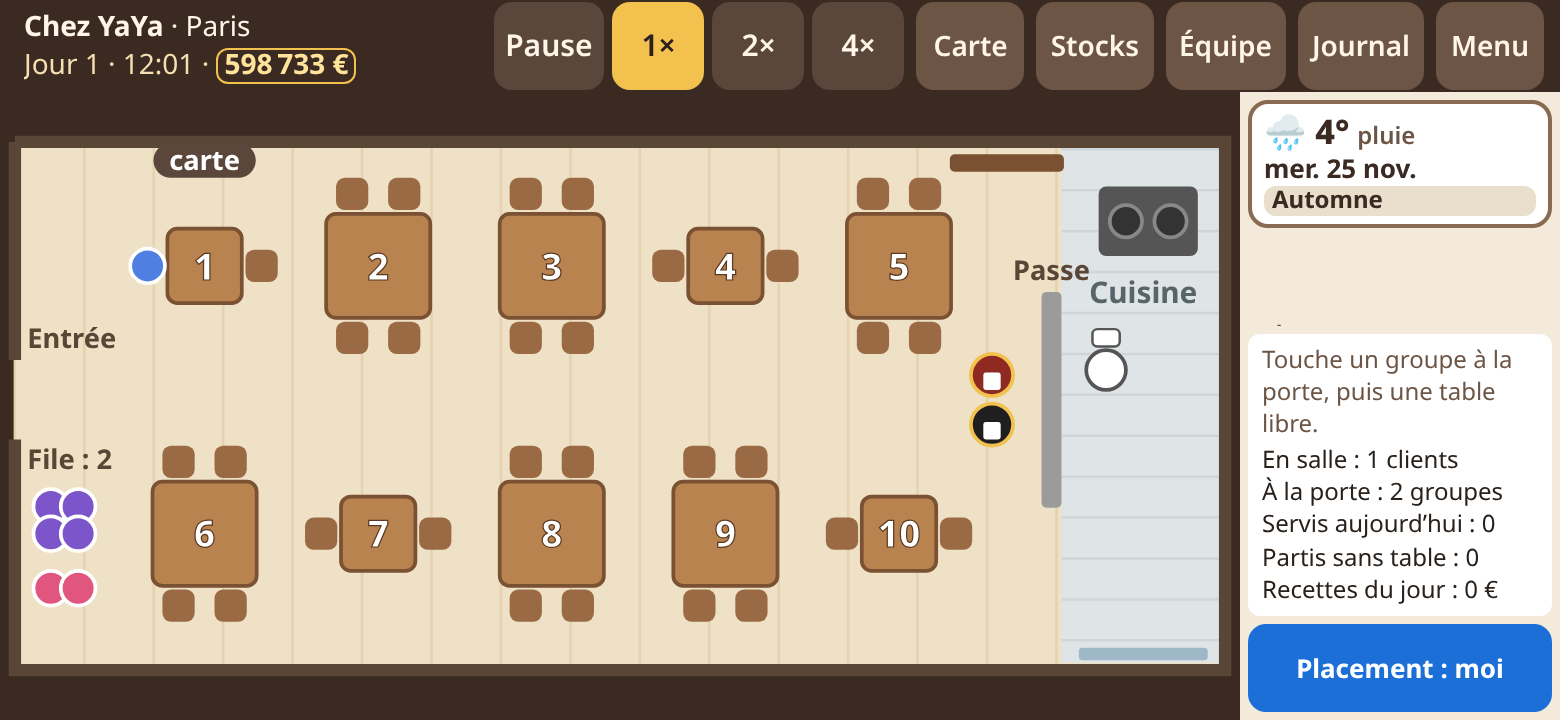 Chez YaYa · Paris
Jour 1 · 12:01 · 598 733 €
Pause
1×
2×
4×
Carte
Stocks
Équipe
Journal
Menu
carte
1
2
3
4
5
Passe
Cuisine
Entrée
File : 2
6
7
8
9
10
🌧️ 4° pluie
mer. 25 nov.
Automne
-
Touche un groupe à la
porte, puis une table
libre.
En salle : 1 clients
À la porte : 2 groupes
Servis aujourd’hui : 0
Partis sans table : 0
Recettes du jour : 0 €
Placement : moi